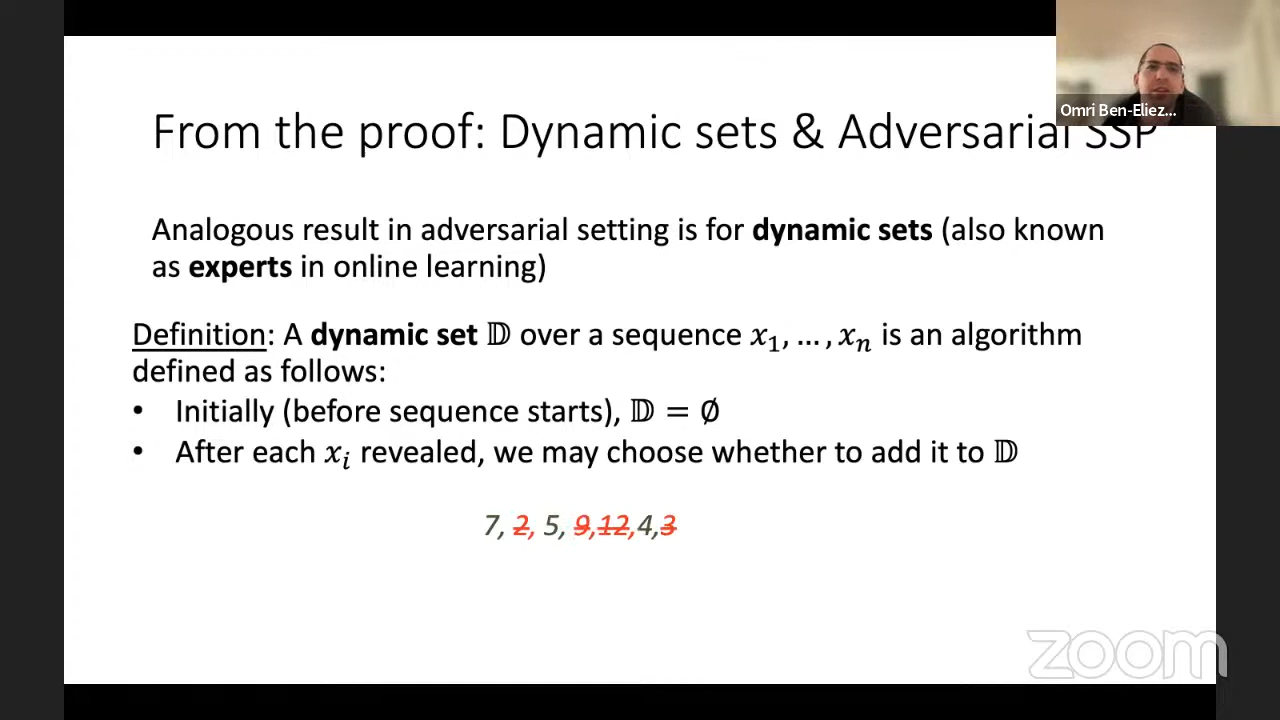 Omri Ben-Eliez...
From the proof: Dynamic sets & Adversarial SSP
Analogous result in adversarial setting is for dynamic sets (also known
as experts in online learning)
Definition: A dynamic set 𝔻 over a sequence x₁, … , xₙ is an algorithm
defined as follows:
• Initially (before sequence starts), 𝔻 = ∅
• After each xᵢ revealed, we may choose whether to add it to 𝔻
7, 2, 5, 9,12,4,3
zoom